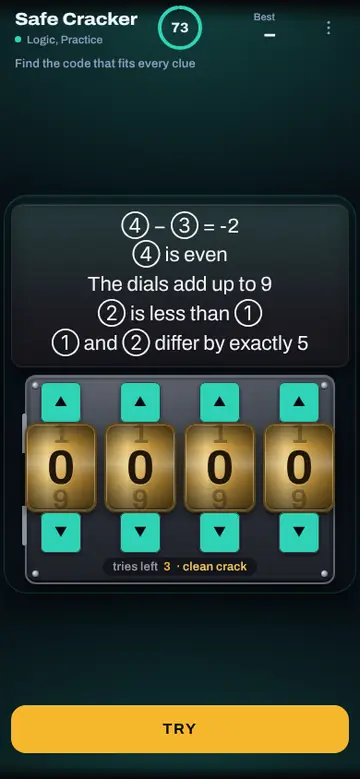 Safe Cracker
Logic, Practice
73
Best
–
Find the code that fits every clue
④ – ③ = -2
④ is even
The dials add up to 9
② is less than ①
① and ② differ by exactly 5
1 1 1 1
0 0 0 0
9 9 9 9
tries left 3 · clean crack
TRY